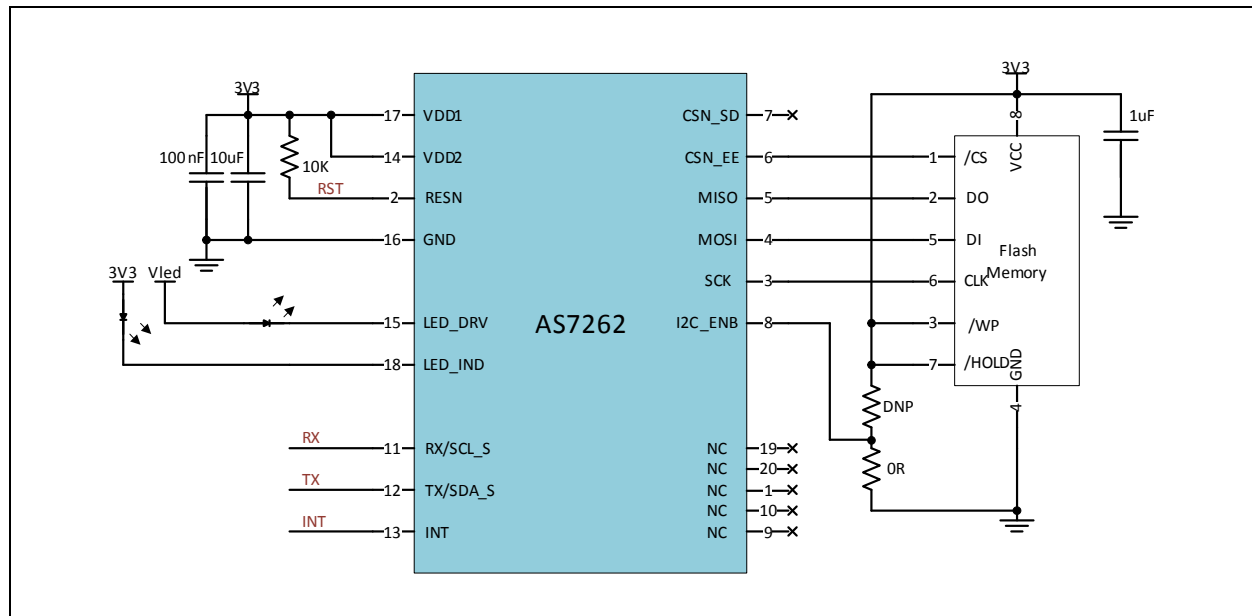 3V3
17 VDD1
100nF 10uF
10K
14 VDD2
RST
2 RESN
16 GND
3V3 Vled
15 LED_DRV
18 LED_IND
RX
11 RX/SCL_S
TX
12 TX/SDA_S
INT
13 INT
AS7262
CSN_SD 7
CSN_EE 6
MISO 5
MOSI 4
SCK 3
I2C_ENB 8
NC 19
NC 20
NC 1
NC 10
NC 9
3V3
1uF
8
VCC
1 /CS
2 DO
5 DI
Flash
Memory
6 CLK
3 /WP
7 /HOLD
GND
4
DNP
0R